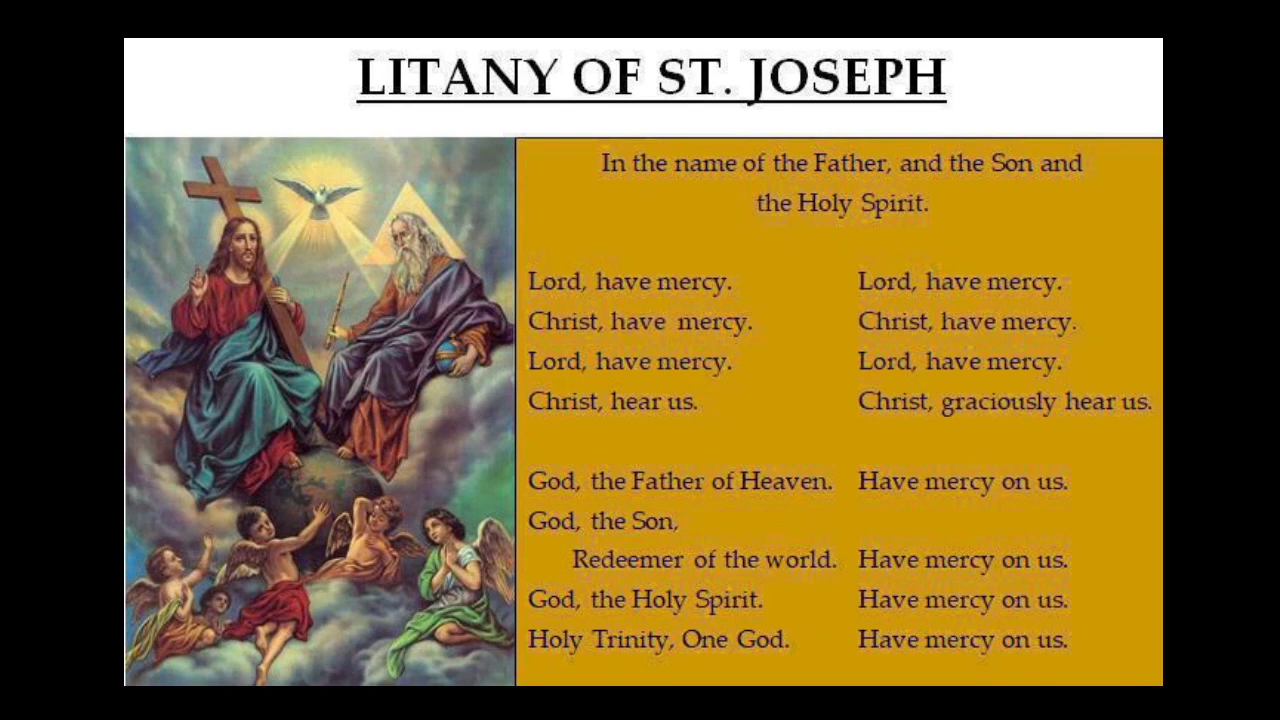 LITANY OF ST. JOSEPH
In the name of the Father, and the Son and
the Holy Spirit.
Lord, have mercy. Lord, have mercy.
Christ, have mercy. Christ, have mercy.
Lord, have mercy. Lord, have mercy.
Christ, hear us. Christ, graciously hear us.
God, the Father of Heaven. Have mercy on us.
God, the Son,
Redeemer of the world. Have mercy on us.
God, the Holy Spirit. Have mercy on us.
Holy Trinity, One God. Have mercy on us.